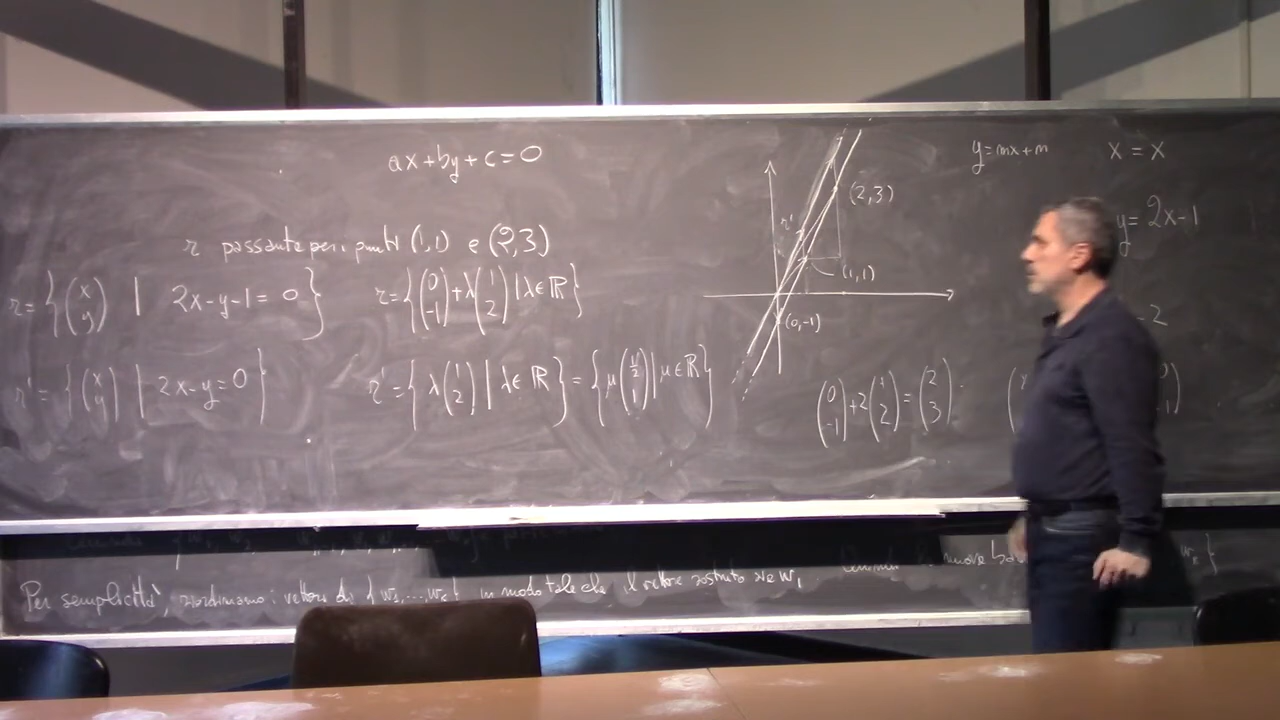 ax+by+c=0
y=mx+n
x = x
(2,3)
r'
y= 2x-1
r passante per i punti (1,1) e (2,3)
(1,1)
r={(x y) | 2x-y-1=0}
r={(0 -1)+λ(1 2) | λ∈ℝ}
(0,-1)
-2
r'={(x y) | 2x-y=0}
r'={λ(1 2) | λ∈ℝ}={μ(1/2 1) | μ∈ℝ}
(0 -1)+2(1 2)=(2 3)
Per semplicità, riordiniamo i vettori di {w₁,...,wₖ} in modo tale che il vettore sostituito sia w₁